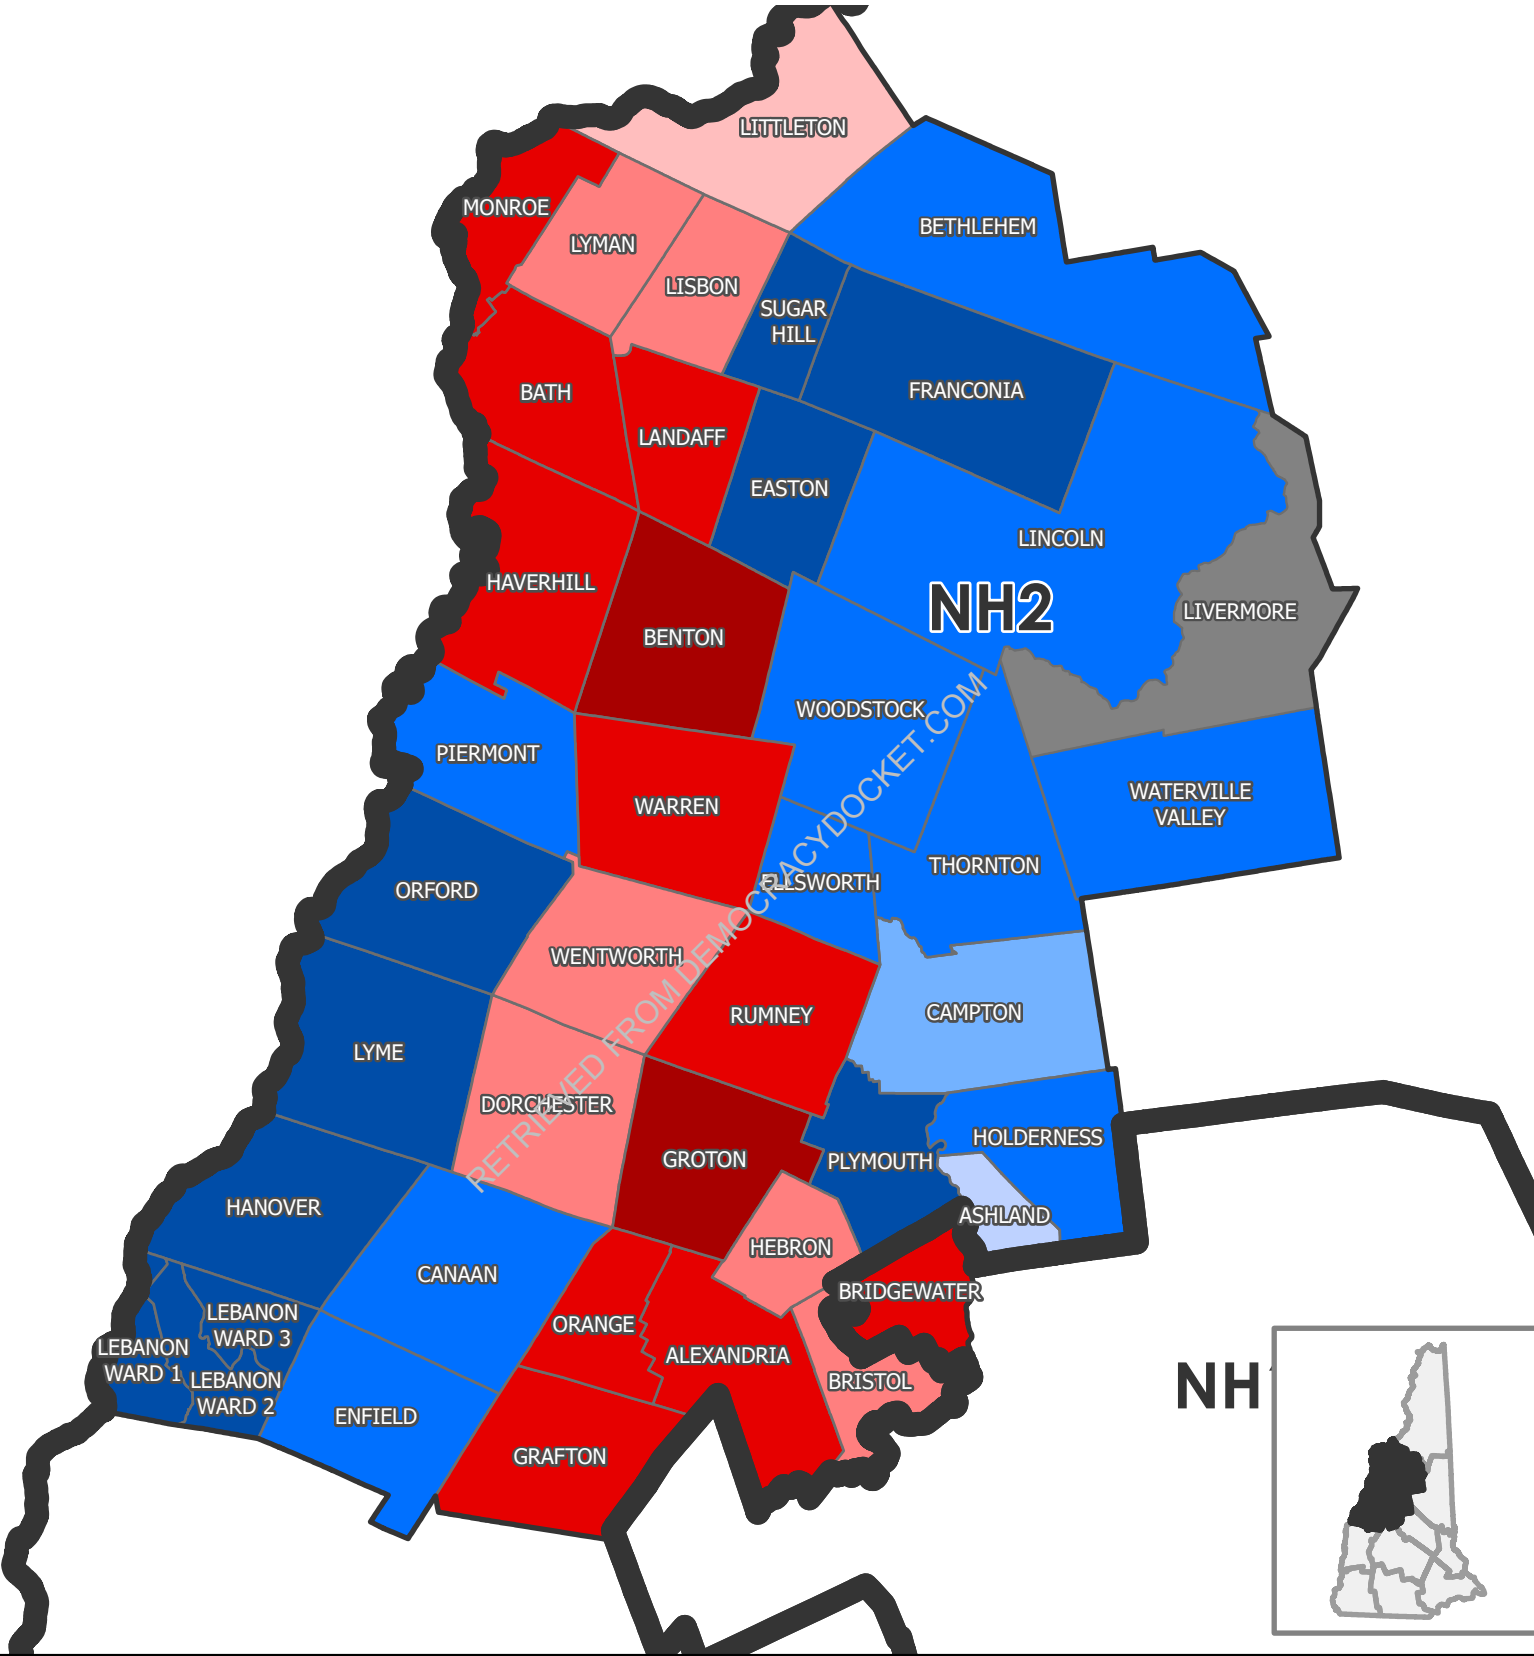 LITTLETON
MONROE
LYMAN
BETHLEHEM
LISBON
SUGAR
HILL
BATH
FRANCONIA
LANDAFF
EASTON
LINCOLN
HAVERHILL
NH2
LIVERMORE
BENTON
WOODSTOCK
PIERMONT
WATERVILLE
VALLEY
WARREN
THORNTON
ELLSWORTH
ORFORD
WENTWORTH
RETRIEVED FROM DEMOCRACYDOCKET.COM
RUMNEY
CAMPTON
LYME
DORCHESTER
HOLDERNESS
GROTON
PLYMOUTH
HANOVER
ASHLAND
HEBRON
CANAAN
BRIDGEWATER
LEBANON
WARD 3
ORANGE
LEBANON
WARD 1
ALEXANDRIA
LEBANON
WARD 2
BRISTOL
NH
ENFIELD
GRAFTON